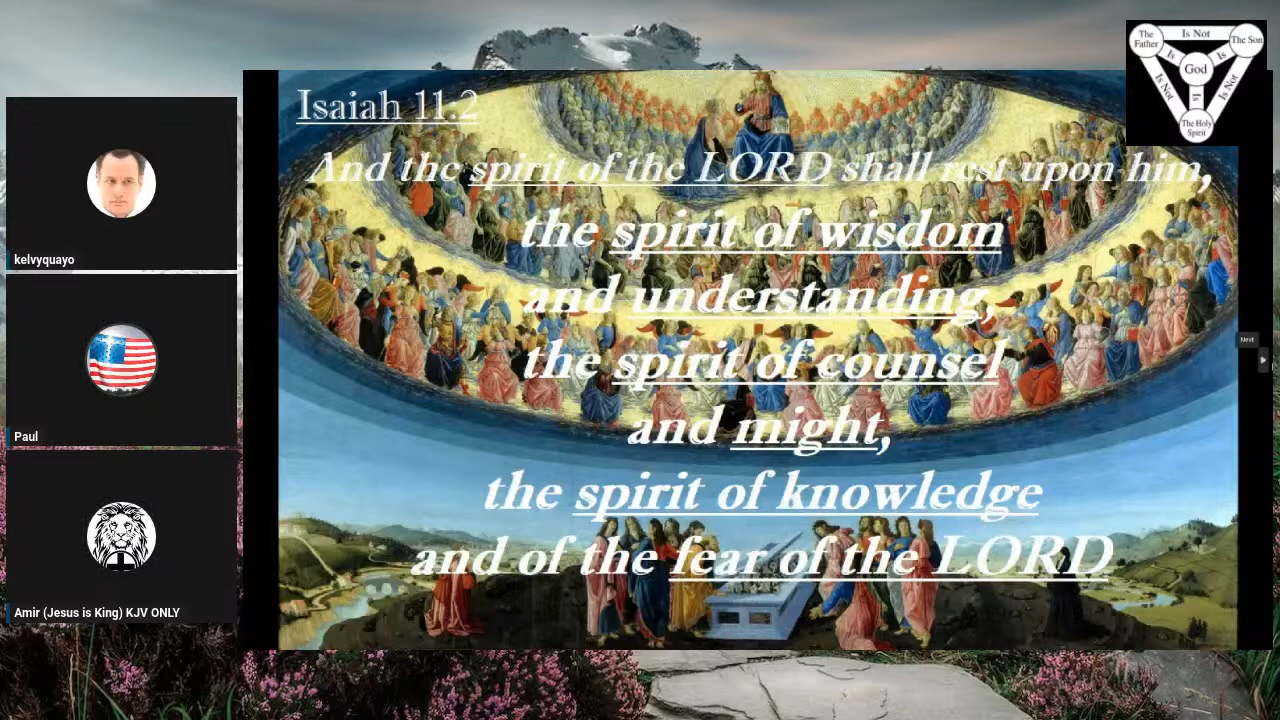 Isaiah 11:2
And the spirit of the LORD shall rest upon him,
the spirit of wisdom
and understanding,
the spirit of counsel
and might,
the spirit of knowledge
and of the fear of the LORD
kelvyquayo
Paul
Amir (Jesus is King) KJV ONLY
The Father
Is Not
The Son
Is
Is
God
Is Not
Is
Is Not
The Holy Spirit
Next